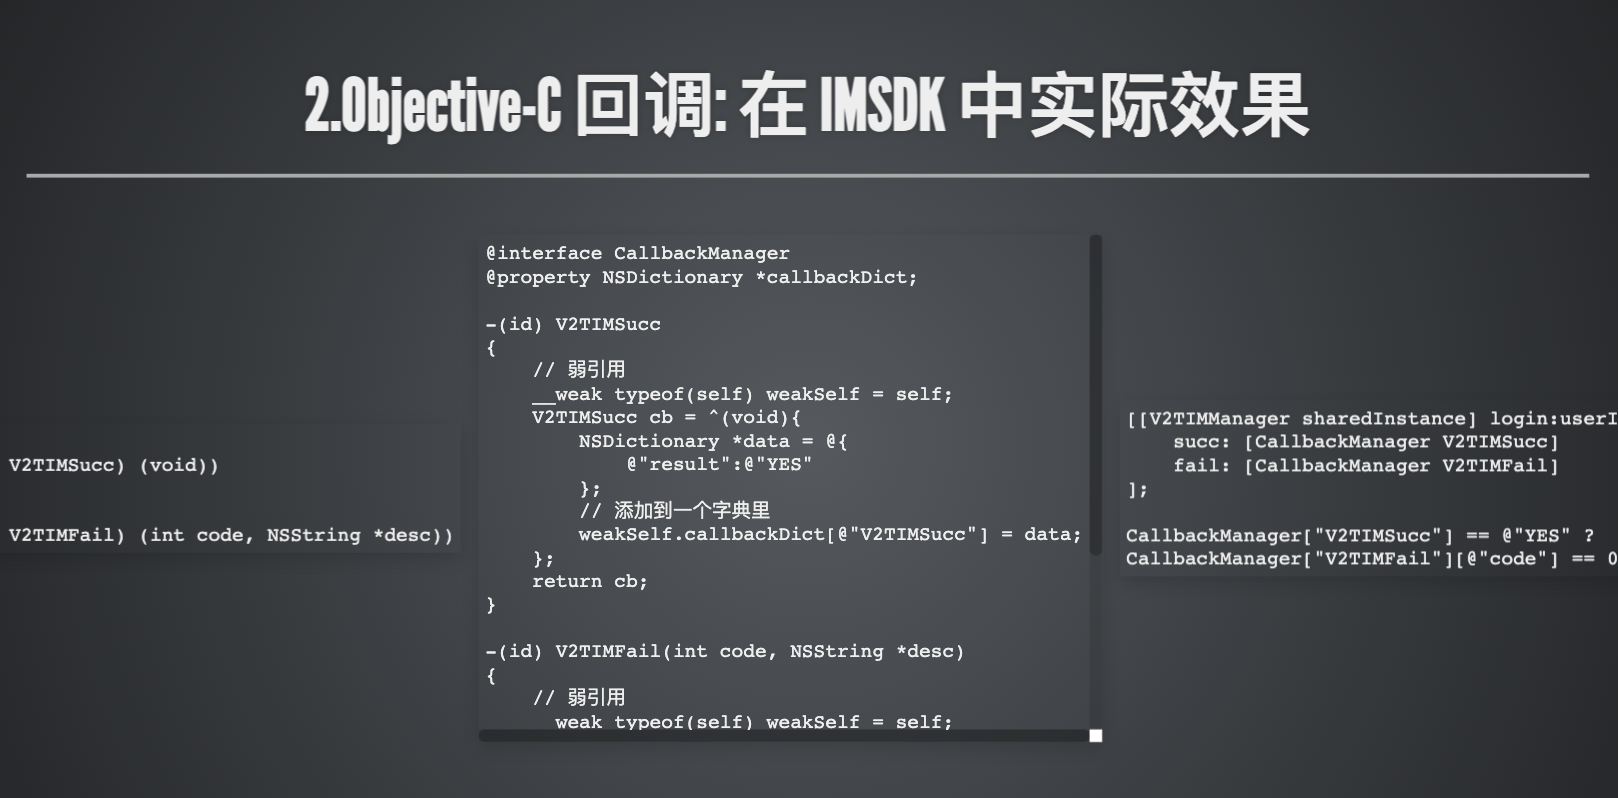 2.Objective-C 回调: 在 IMSDK 中实际效果
V2TIMSucc) (void))
V2TIMFail) (int code, NSString *desc))
@interface CallbackManager
@property NSDictionary *callbackDict;
-(id) V2TIMSucc
{
    // 弱引用
    __weak typeof(self) weakSelf = self;
    V2TIMSucc cb = ^(void){
        NSDictionary *data = @{
            @"result":@"YES"
        };
        // 添加到一个字典里
        weakSelf.callbackDict[@"V2TIMSucc"] = data;
    };
    return cb;
}
-(id) V2TIMFail(int code, NSString *desc)
{
    // 弱引用
      weak typeof(self) weakSelf = self;
[[V2TIMManager sharedInstance] login:userI
    succ: [CallbackManager V2TIMSucc]
    fail: [CallbackManager V2TIMFail]
];
CallbackManager["V2TIMSucc"] == @"YES" ?
CallbackManager["V2TIMFail"][@"code"] == 0